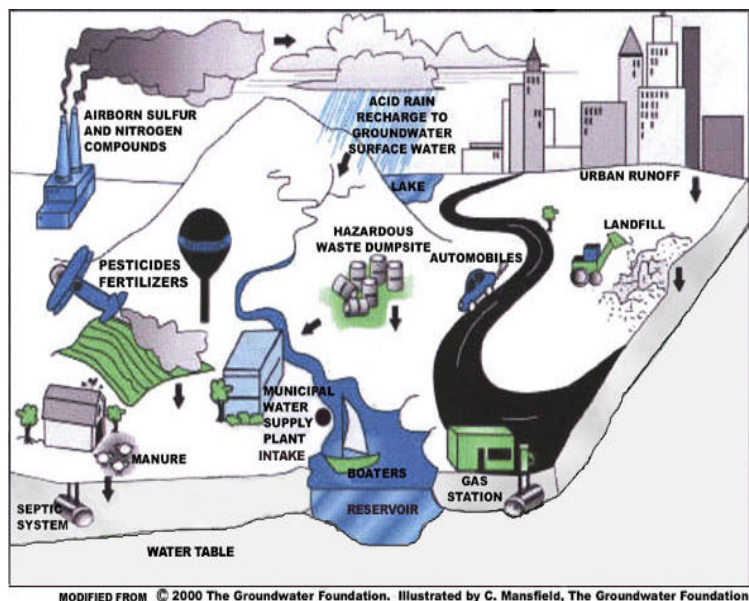 AIRBORN SULFUR
AND NITROGEN
COMPOUNDS
ACID RAIN
RECHARGE TO
GROUNDWATER
SURFACE WATER
LAKE
URBAN RUNOFF
HAZARDOUS
WASTE DUMPSITE
AUTOMOBILES
LANDFILL
PESTICIDES
FERTILIZERS
MUNICIPAL
WATER
SUPPLY
PLANT
INTAKE
MANURE
BOATERS
GAS
STATION
SEPTIC
SYSTEM
RESERVOIR
WATER TABLE
MODIFIED FROM © 2000 The Groundwater Foundation. Illustrated by C. Mansfield, The Groundwater Foundation